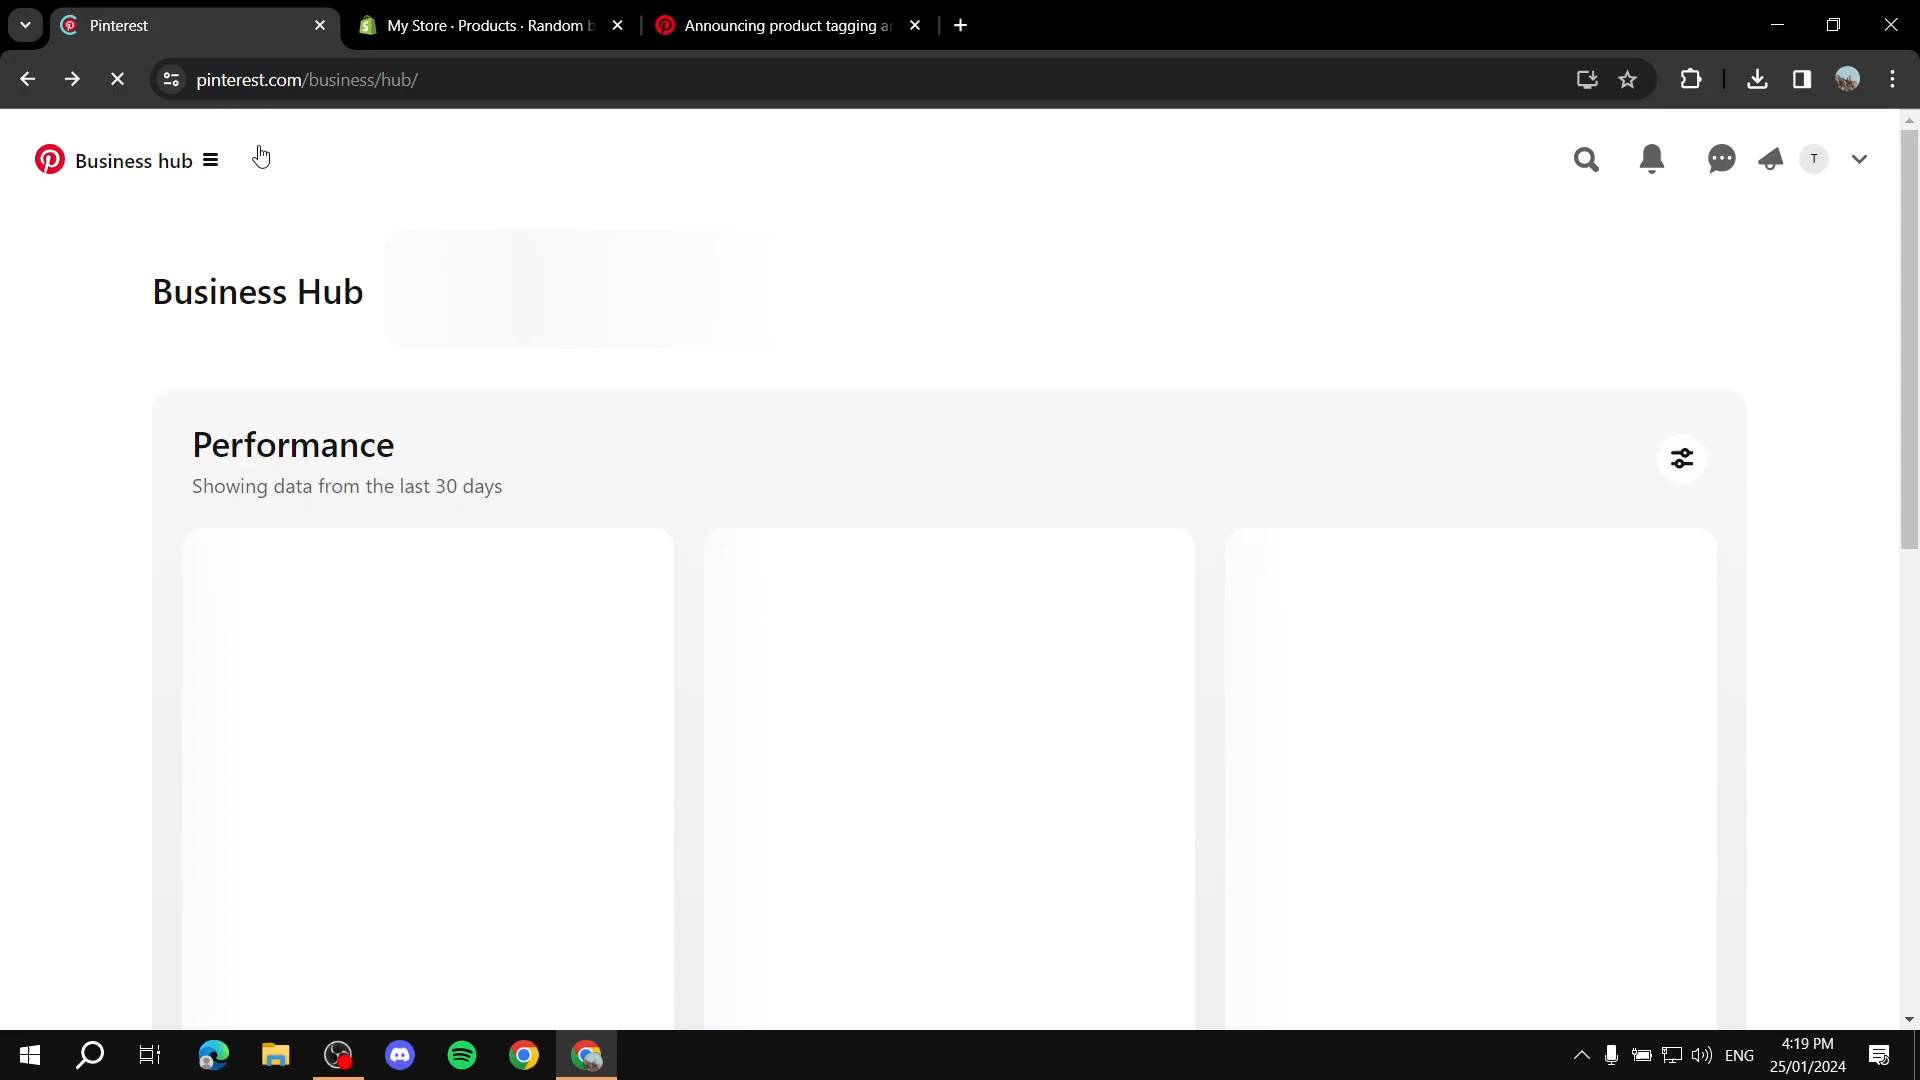 Pinterest
My Store · Products · Random b
Announcing product tagging a
pinterest.com/business/hub/
Business hub
T
Business Hub
Performance
Showing data from the last 30 days
ENG
4:19 PM
25/01/2024